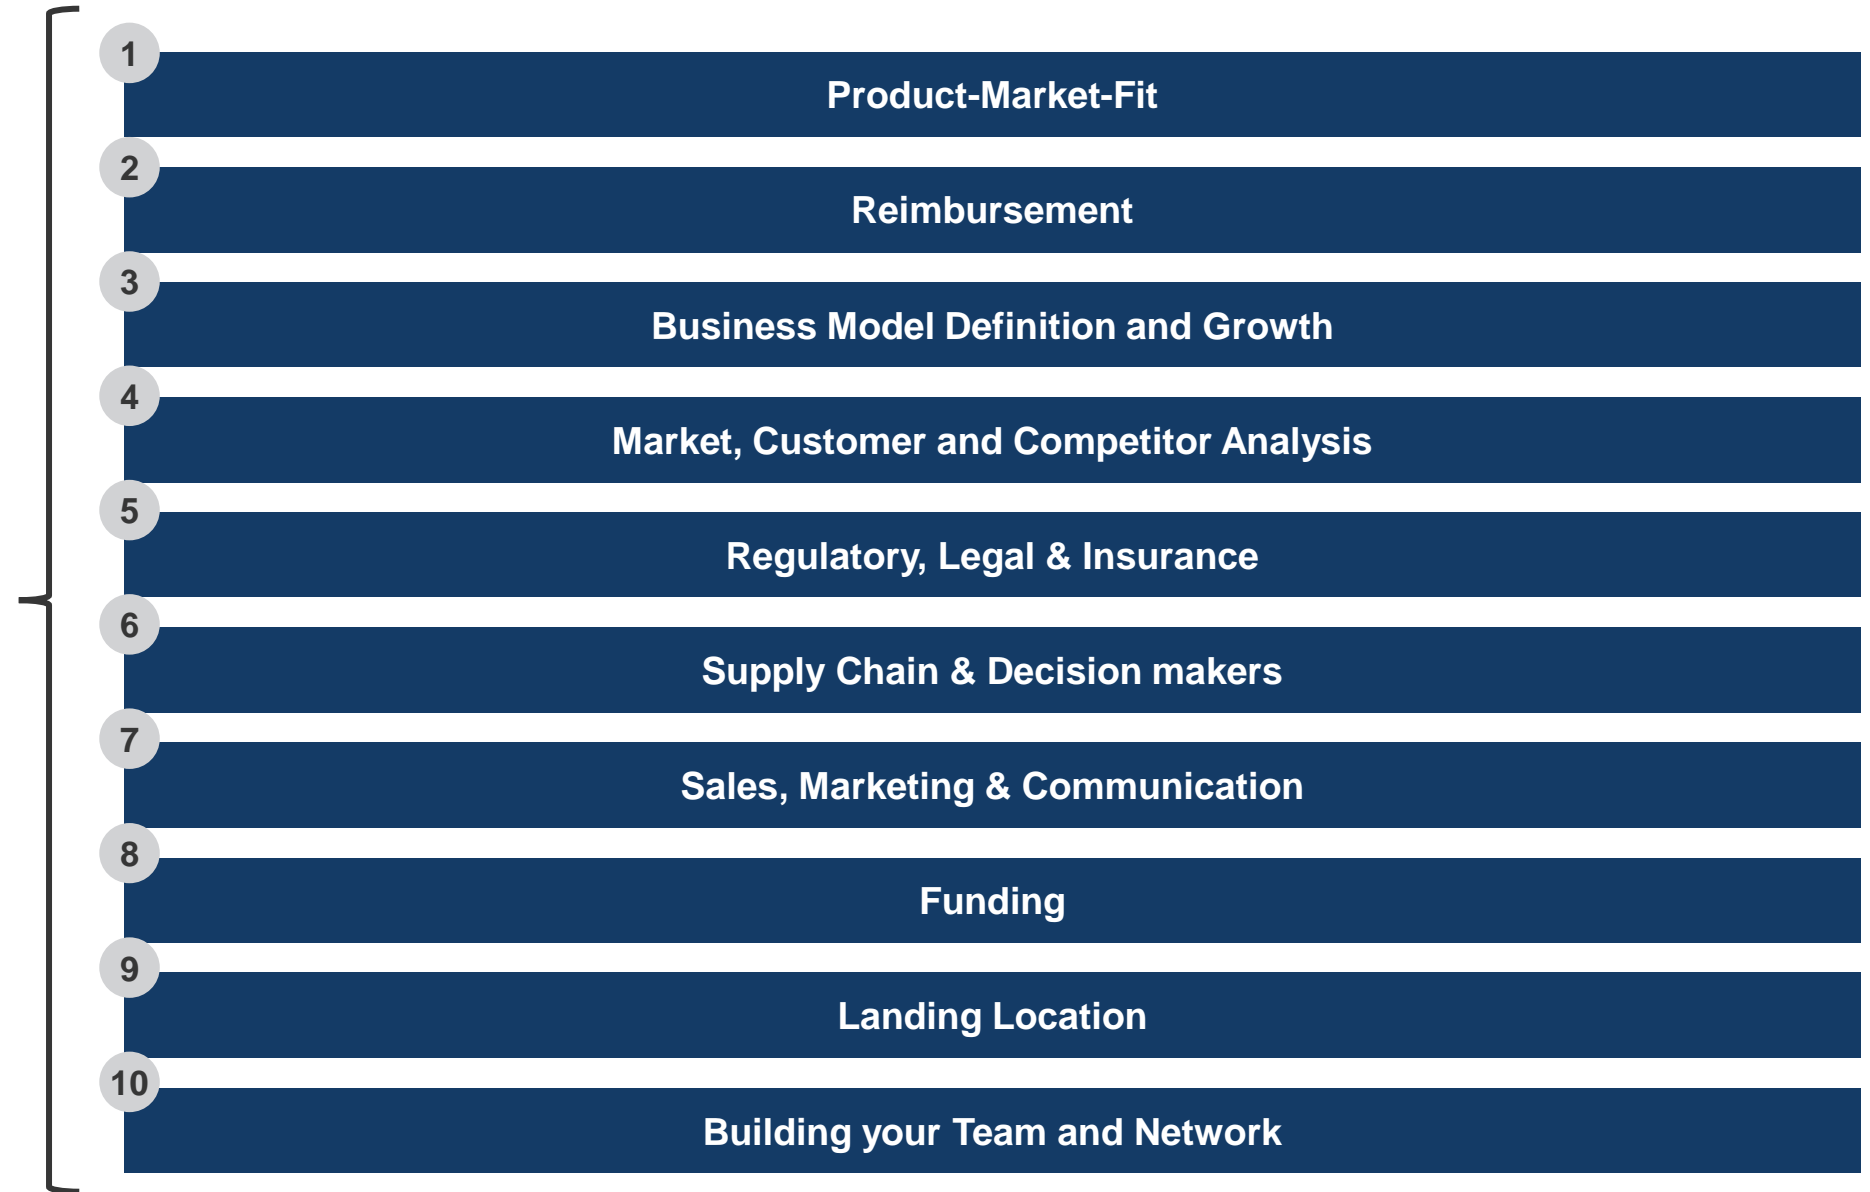 1
Product-Market-Fit
2
Reimbursement
3
Business Model Definition and Growth
4
Market, Customer and Competitor Analysis
5
Regulatory, Legal & Insurance
6
Supply Chain & Decision makers
7
Sales, Marketing & Communication
8
Funding
9
Landing Location
10
Building your Team and Network